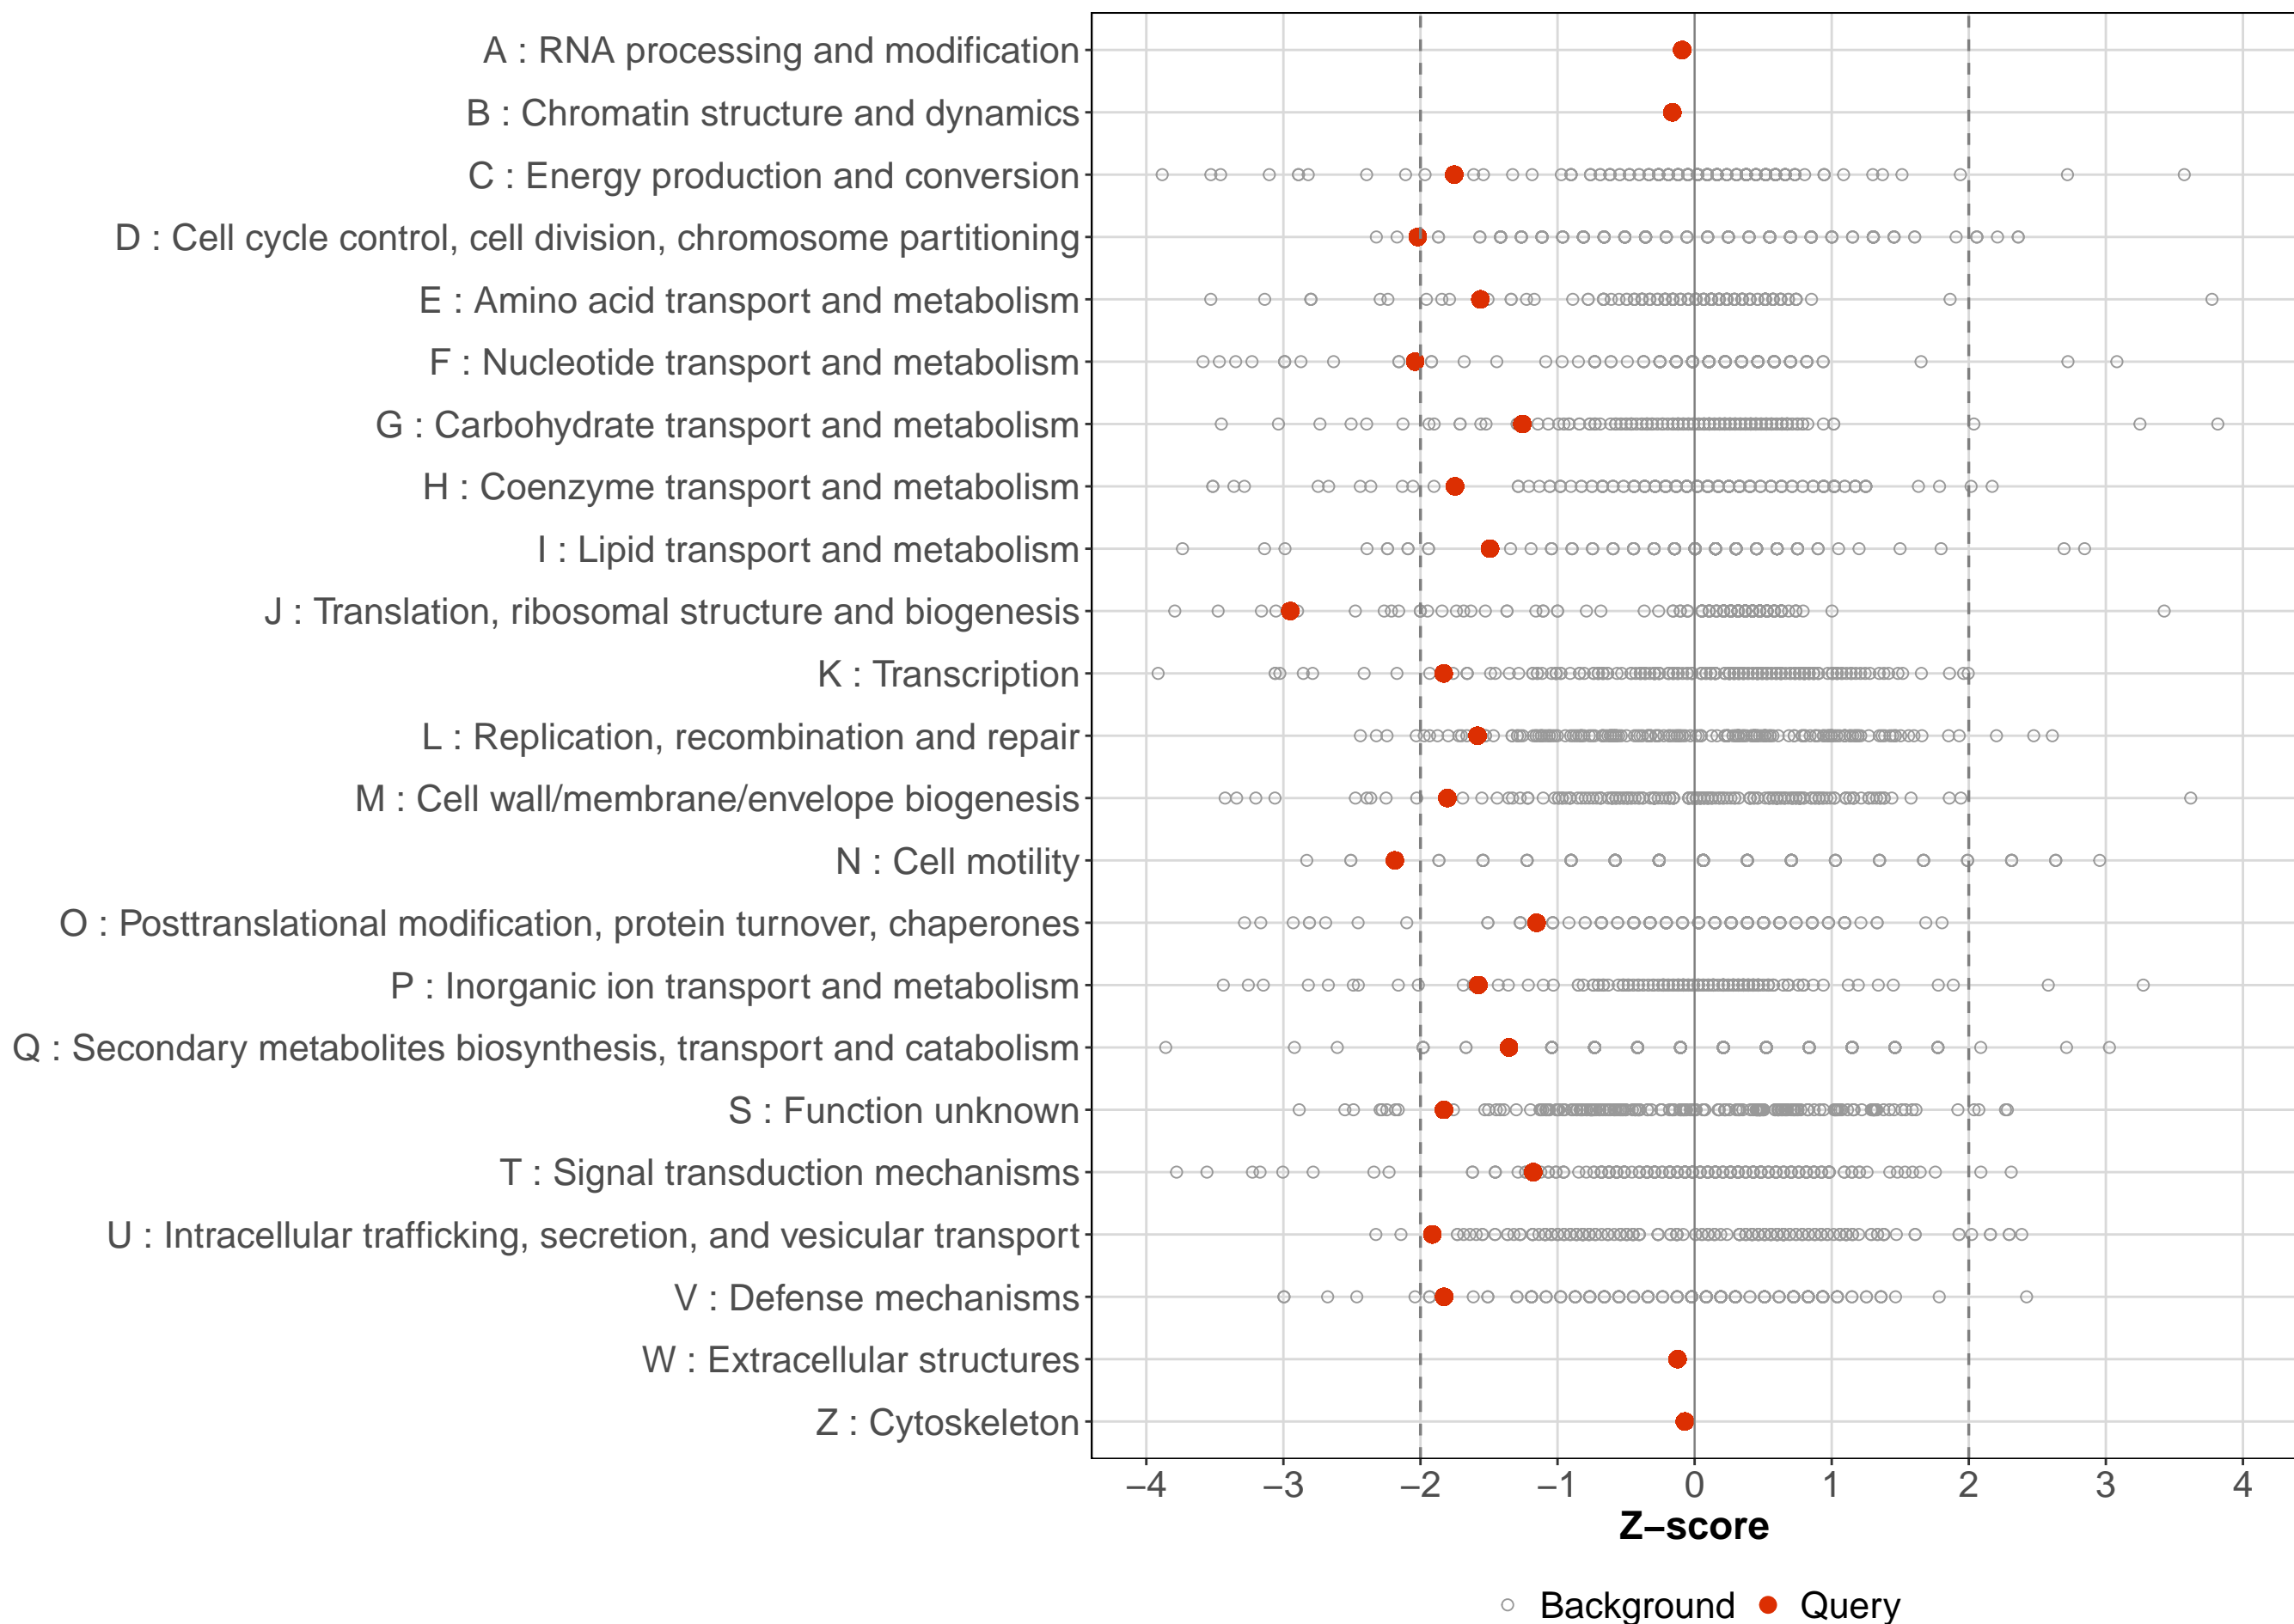 A : RNA processing and modification
B : Chromatin structure and dynamics
C : Energy production and conversion
D : Cell cycle control, cell division, chromosome partitioning
E : Amino acid transport and metabolism
F : Nucleotide transport and metabolism
G : Carbohydrate transport and metabolism
H : Coenzyme transport and metabolism
I : Lipid transport and metabolism
J : Translation, ribosomal structure and biogenesis
K : Transcription
L : Replication, recombination and repair
M : Cell wall/membrane/envelope biogenesis
N : Cell motility
O : Posttranslational modification, protein turnover, chaperones
P : Inorganic ion transport and metabolism
Q : Secondary metabolites biosynthesis, transport and catabolism
S : Function unknown
T : Signal transduction mechanisms
U : Intracellular trafficking, secretion, and vesicular transport
V : Defense mechanisms
W : Extracellular structures
Z : Cytoskeleton
−4 −3 −2 −1 0 1 2 3 4
Z−score
Background Query